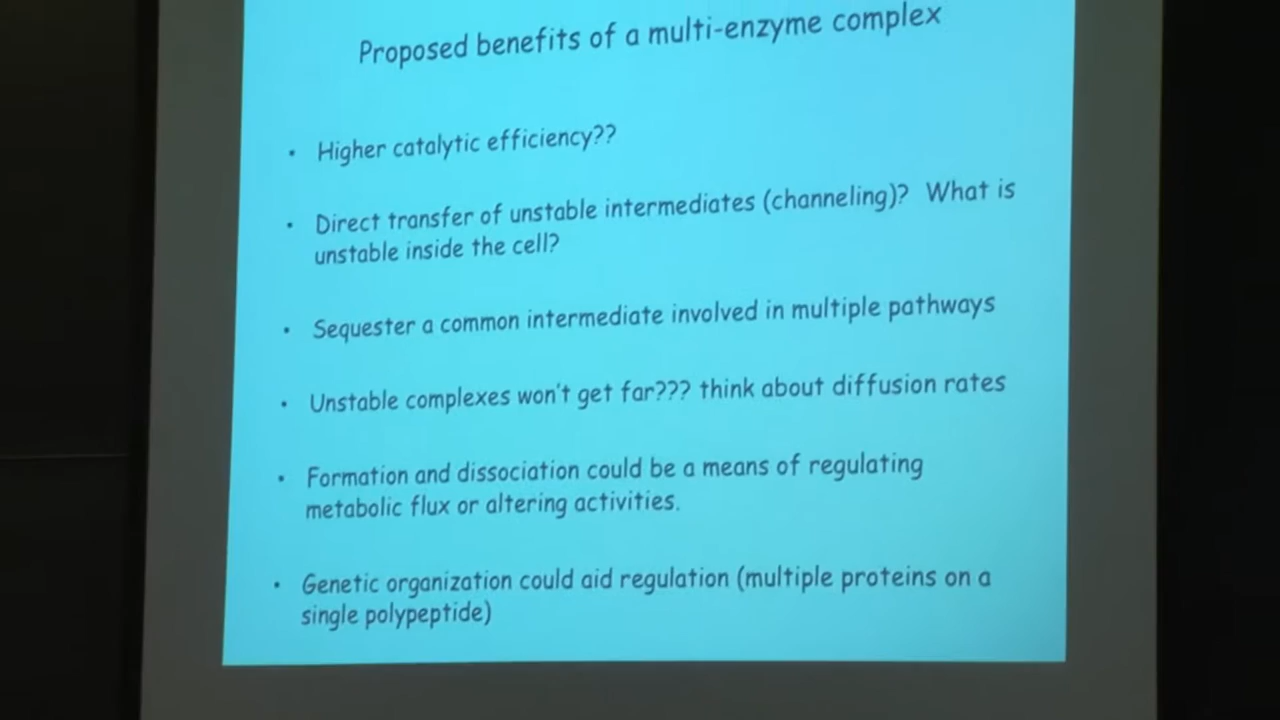 Proposed benefits of a multi-enzyme complex
• Higher catalytic efficiency??
• Direct transfer of unstable intermediates (channeling)? What is
unstable inside the cell?
• Sequester a common intermediate involved in multiple pathways
• Unstable complexes won't get far??? think about diffusion rates
• Formation and dissociation could be a means of regulating
metabolic flux or altering activities.
• Genetic organization could aid regulation (multiple proteins on a
single polypeptide)